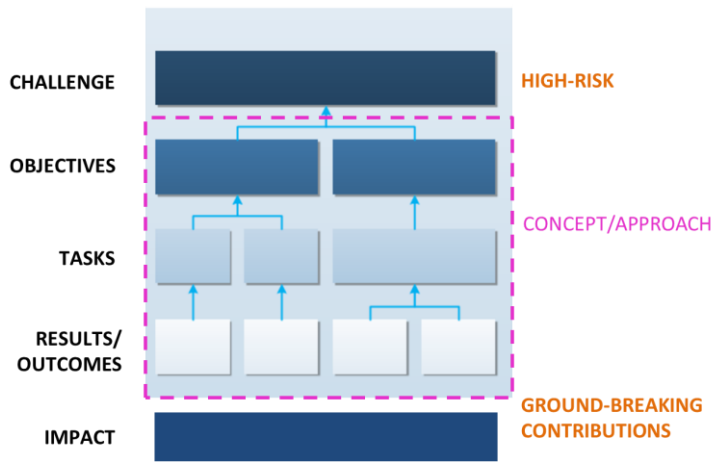 CHALLENGE
HIGH-RISK
OBJECTIVES
CONCEPT/APPROACH
TASKS
RESULTS/
OUTCOMES
GROUND-BREAKING
CONTRIBUTIONS
IMPACT